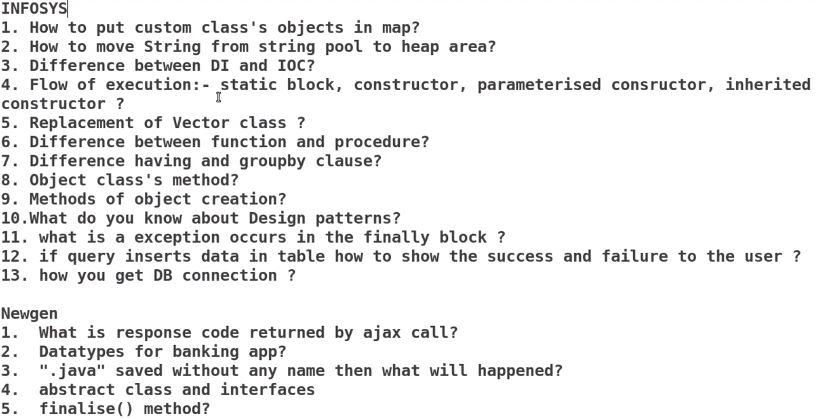 INFOSYS
1. How to put custom class's objects in map?
2. How to move String from string pool to heap area?
3. Difference between DI and IOC?
4. Flow of execution:- static block, constructor, parameterised consructor, inherited
constructor ?
5. Replacement of Vector class ?
6. Difference between function and procedure?
7. Difference having and groupby clause?
8. Object class's method?
9. Methods of object creation?
10.What do you know about Design patterns?
11. what is a exception occurs in the finally block ?
12. if query inserts data in table how to show the success and failure to the user ?
13. how you get DB connection ?
Newgen
1.  What is response code returned by ajax call?
2.  Datatypes for banking app?
3.  ".java" saved without any name then what will happened?
4.  abstract class and interfaces
5.  finalise() method?